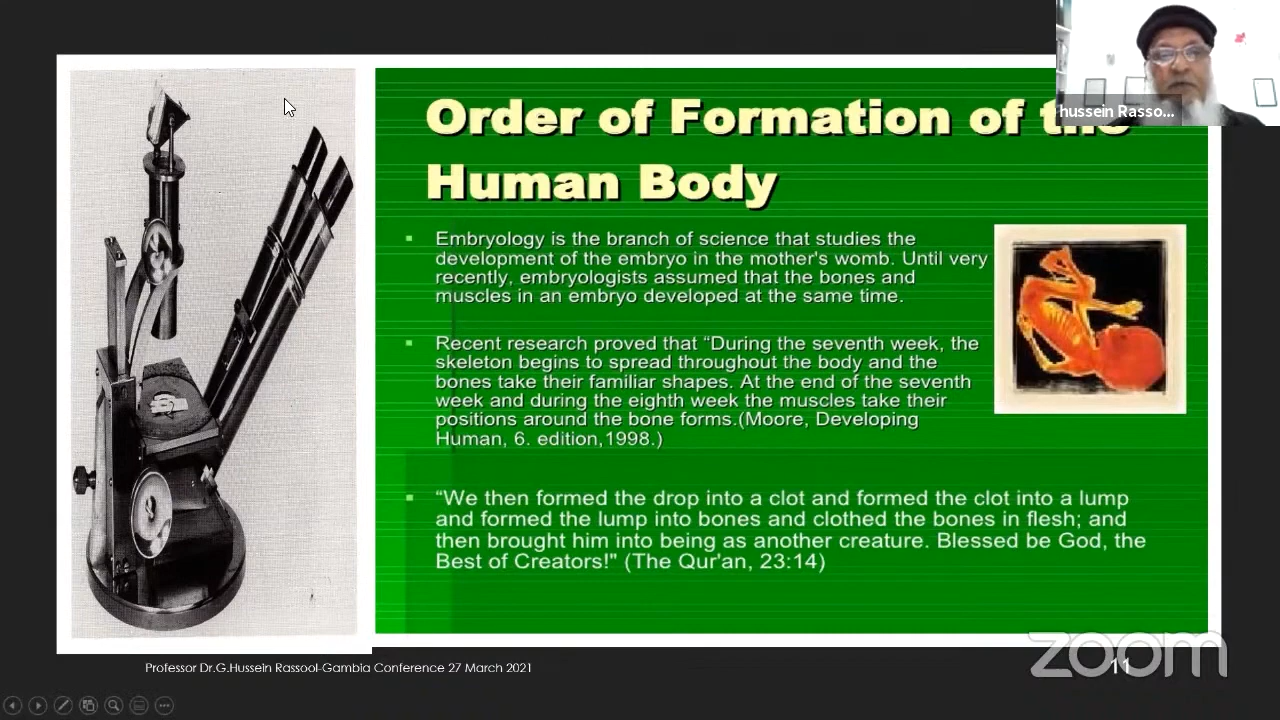 Order of Formation of the
Human Body
hussein Rasso...
Embryology is the branch of science that studies the
development of the embryo in the mother's womb. Until very
recently, embryologists assumed that the bones and
muscles in an embryo developed at the same time.
Recent research proved that “During the seventh week, the
skeleton begins to spread throughout the body and the
bones take their familiar shapes. At the end of the seventh
week and during the eighth week the muscles take their
positions around the bone forms.(Moore, Developing
Human, 6. edition,1998.)
“We then formed the drop into a clot and formed the clot into a lump
and formed the lump into bones and clothed the bones in flesh; and
then brought him into being as another creature. Blessed be God, the
Best of Creators!" (The Qur'an, 23:14)
Professor Dr.G.Hussein Rassool-Gambia Conference 27 March 2021
11
zoom